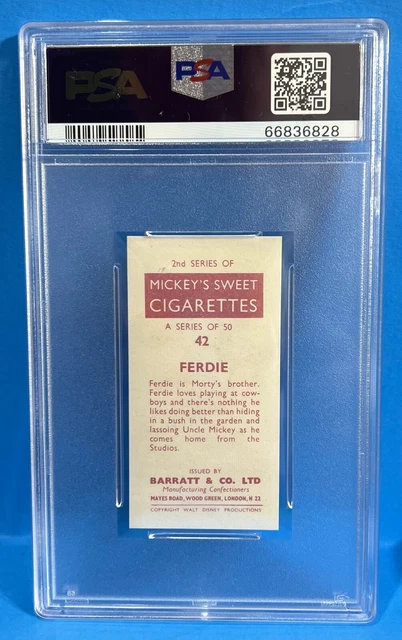 PSA
PSA
66836828
2nd SERIES OF
MICKEY'S SWEET
CIGARETTES
A SERIES OF 50
42
FERDIE
Ferdie is Morty's brother.
Ferdie loves playing at cow-
boys and there's nothing he
likes doing better than hiding
in a bush in the garden and
lassoing Uncle Mickey as he
comes home from the
Studios.
ISSUED BY
BARRATT & CO. LTD
Manufacturing Confectioners
MAYES ROAD, WOOD GREEN, LONDON, N 22
COPYRIGHT WALT DISNEY PRODUCTIONS